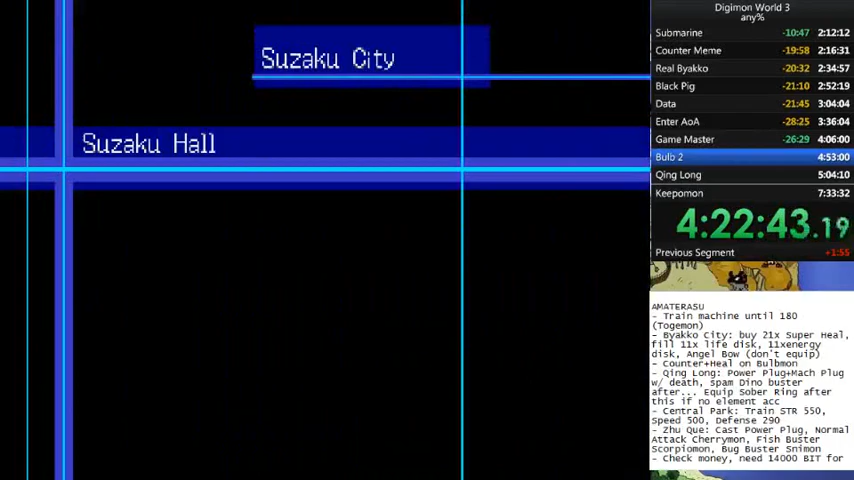 Suzaku City
Suzaku Hall
Digimon World 3
any%
Submarine -10:47 2:12:12
Counter Meme -19:58 2:16:31
Real Byakko -20:32 2:34:57
Black Pig -21:10 2:52:19
Data -21:45 3:04:04
Enter AoA -28:25 3:36:04
Game Master -26:29 4:06:00
Bulb 2 4:53:00
Qing Long 5:04:10
Keepomon 7:33:32
4:22:43.19
Previous Segment +1:55
AMATERASU
- Train machine until 180
(Togemon)
- Byakko City: buy 21x Super Heal,
fill 11x life disk, 11xenergy
disk, Angel Bow (don't equip)
- Counter+Heal on Bulbmon
- Qing Long: Power Plug+Mach Plug
w/ death, spam Dino buster
after... Equip Sober Ring after
this if no element acc
- Central Park: Train STR 550,
Speed 500, Defense 290
- Zhu Que: Cast Power Plug, Normal
Attack Cherrymon, Fish Buster
Scorpiomon, Bug Buster Snimon
- Check money, need 14000 BIT for